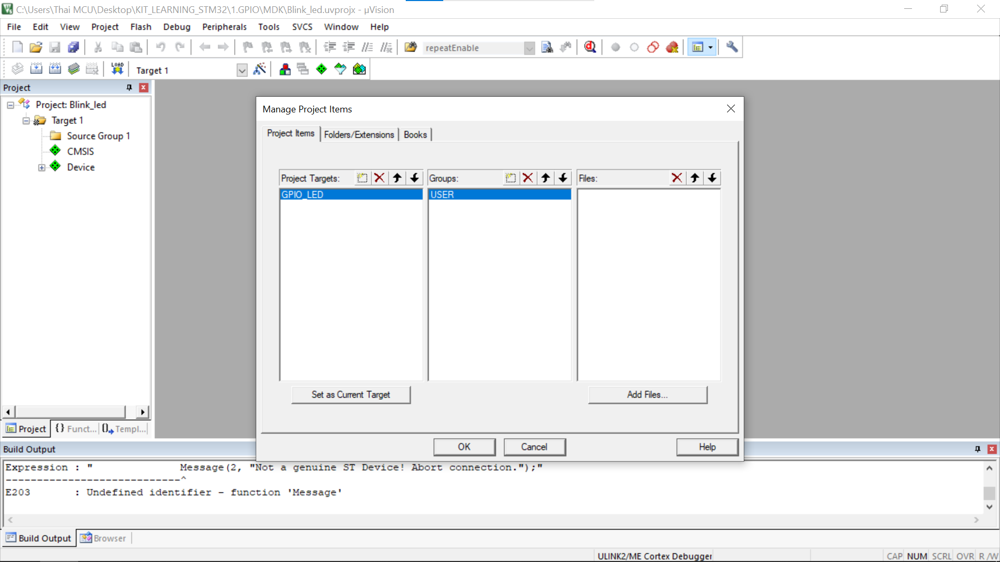 C:\Users\Thai MCU\Desktop\KIT_LEARNING_STM32\1.GPIO\MDK\Blink_led.uvprojx - µVision
File Edit View Project Flash Debug Peripherals Tools SVCS Window Help
repeatEnable
LOAD
Target 1
Project
Project: Blink_led
Target 1
Source Group 1
CMSIS
Device
Manage Project Items
Project Items Folders/Extensions Books
Project Targets: Groups: Files:
GPIO_LED USER
Set as Current Target Add Files...
OK Cancel Help
Project {} Funct... Templ...
Build Output
Expression : " Message(2, "Not a genuine ST Device! Abort connection.");"
----------------------------^
E203 : Undefined identifier - function 'Message'
Build Output Browser
ULINK2/ME Cortex Debugger CAP NUM SCRL OVR R /W